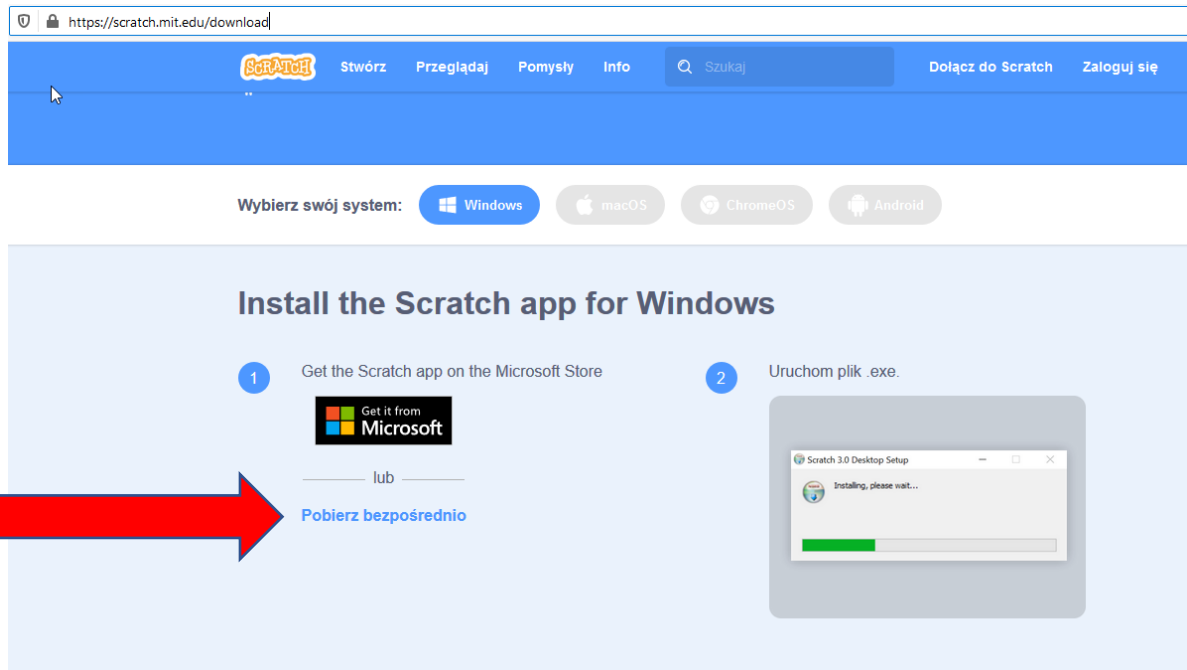 https://scratch.mit.edu/download
SCRATCH Stwórz Przeglądaj Pomysły Info Szukaj Dołącz do Scratch Zaloguj się
Wybierz swój system: Windows macOS ChromeOS Android
Install the Scratch app for Windows
1 Get the Scratch app on the Microsoft Store
Get it from
Microsoft
lub
Pobierz bezpośrednio
2 Uruchom plik .exe.
Scratch 3.0 Desktop Setup
Installing, please wait...